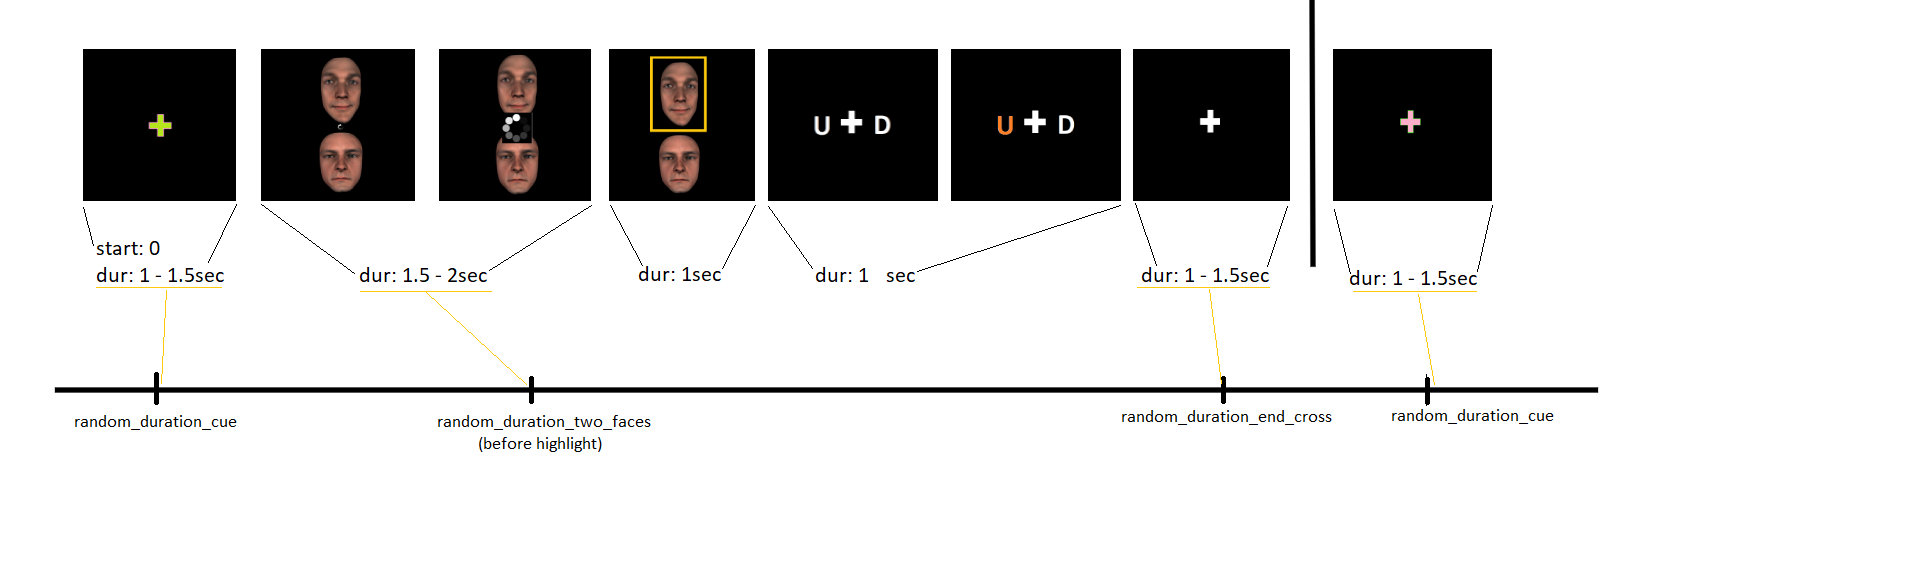 U + D
U + D
start: 0
dur: 1 - 1.5sec
dur: 1.5 - 2sec
dur: 1sec
dur: 1 sec
dur: 1 - 1.5sec
dur: 1 - 1.5sec
random_duration_cue
random_duration_two_faces
(before highlight)
random_duration_end_cross
random_duration_cue